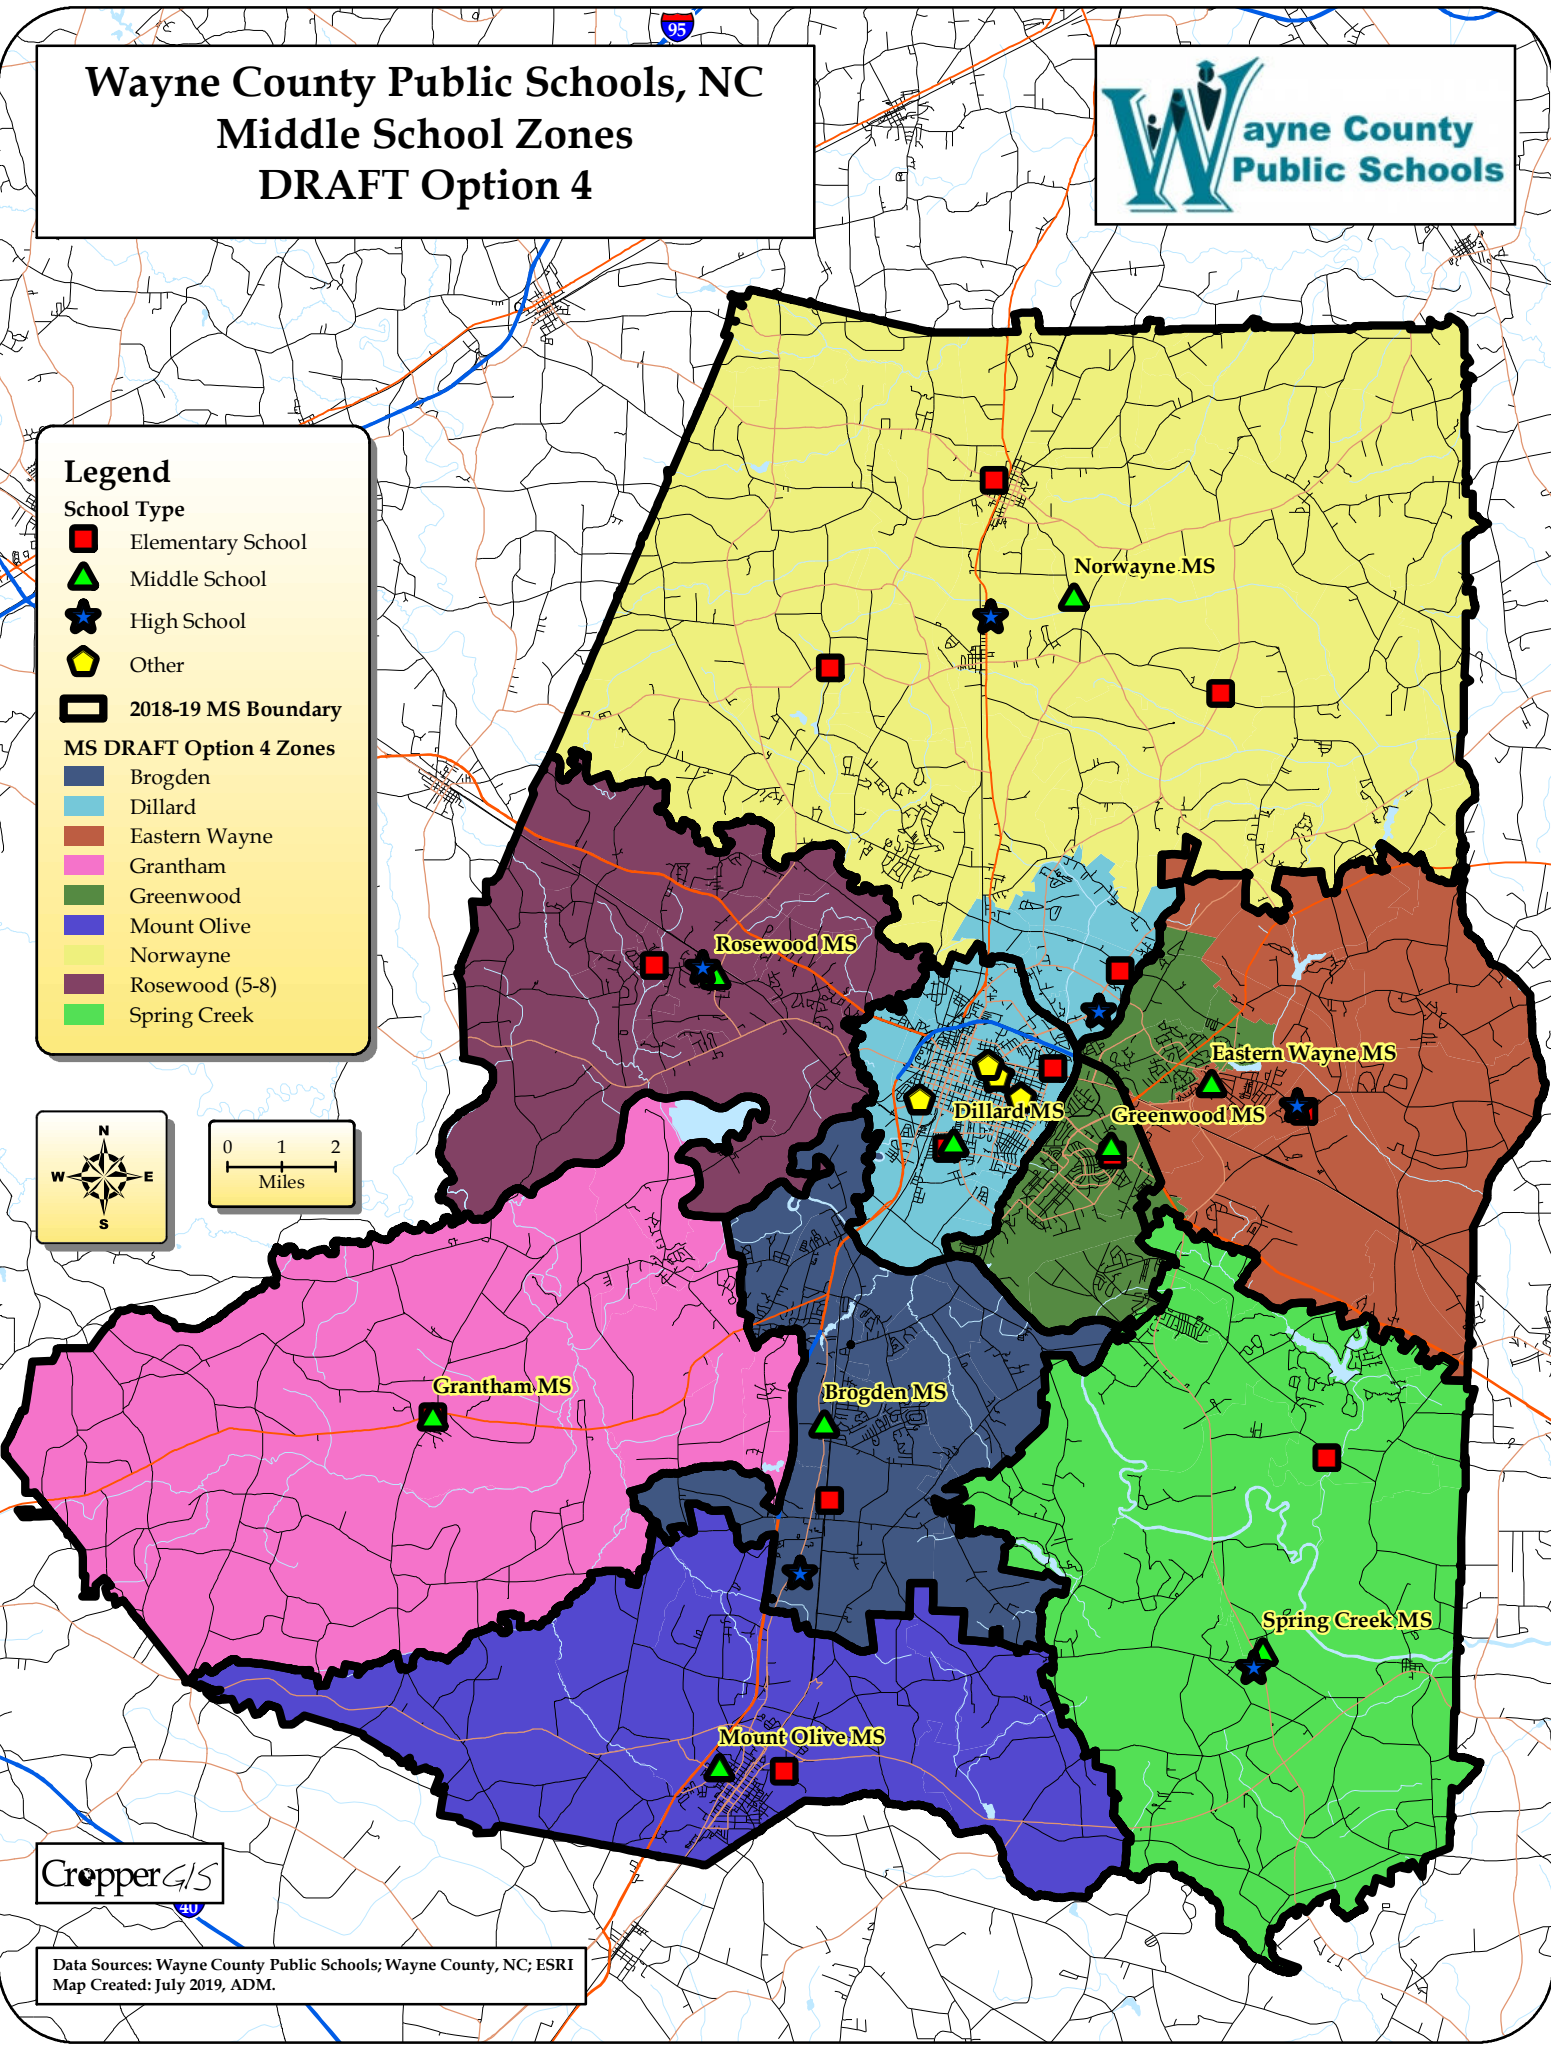 95
Wayne County Public Schools, NC
Middle School Zones
DRAFT Option 4
Wayne County
Public Schools
Legend
School Type
Elementary School
Middle School
High School
Other
2018-19 MS Boundary
MS DRAFT Option 4 Zones
Brogden
Dillard
Eastern Wayne
Grantham
Greenwood
Mount Olive
Norwayne
Rosewood (5-8)
Spring Creek
Norwayne MS
Rosewood MS
Eastern Wayne MS
Dillard MS
Greenwood MS
N
W E
S
0 1 2
Miles
Grantham MS
Brogden MS
Spring Creek MS
Mount Olive MS
Cropper GIS
40
Data Sources: Wayne County Public Schools; Wayne County, NC; ESRI
Map Created: July 2019, ADM.